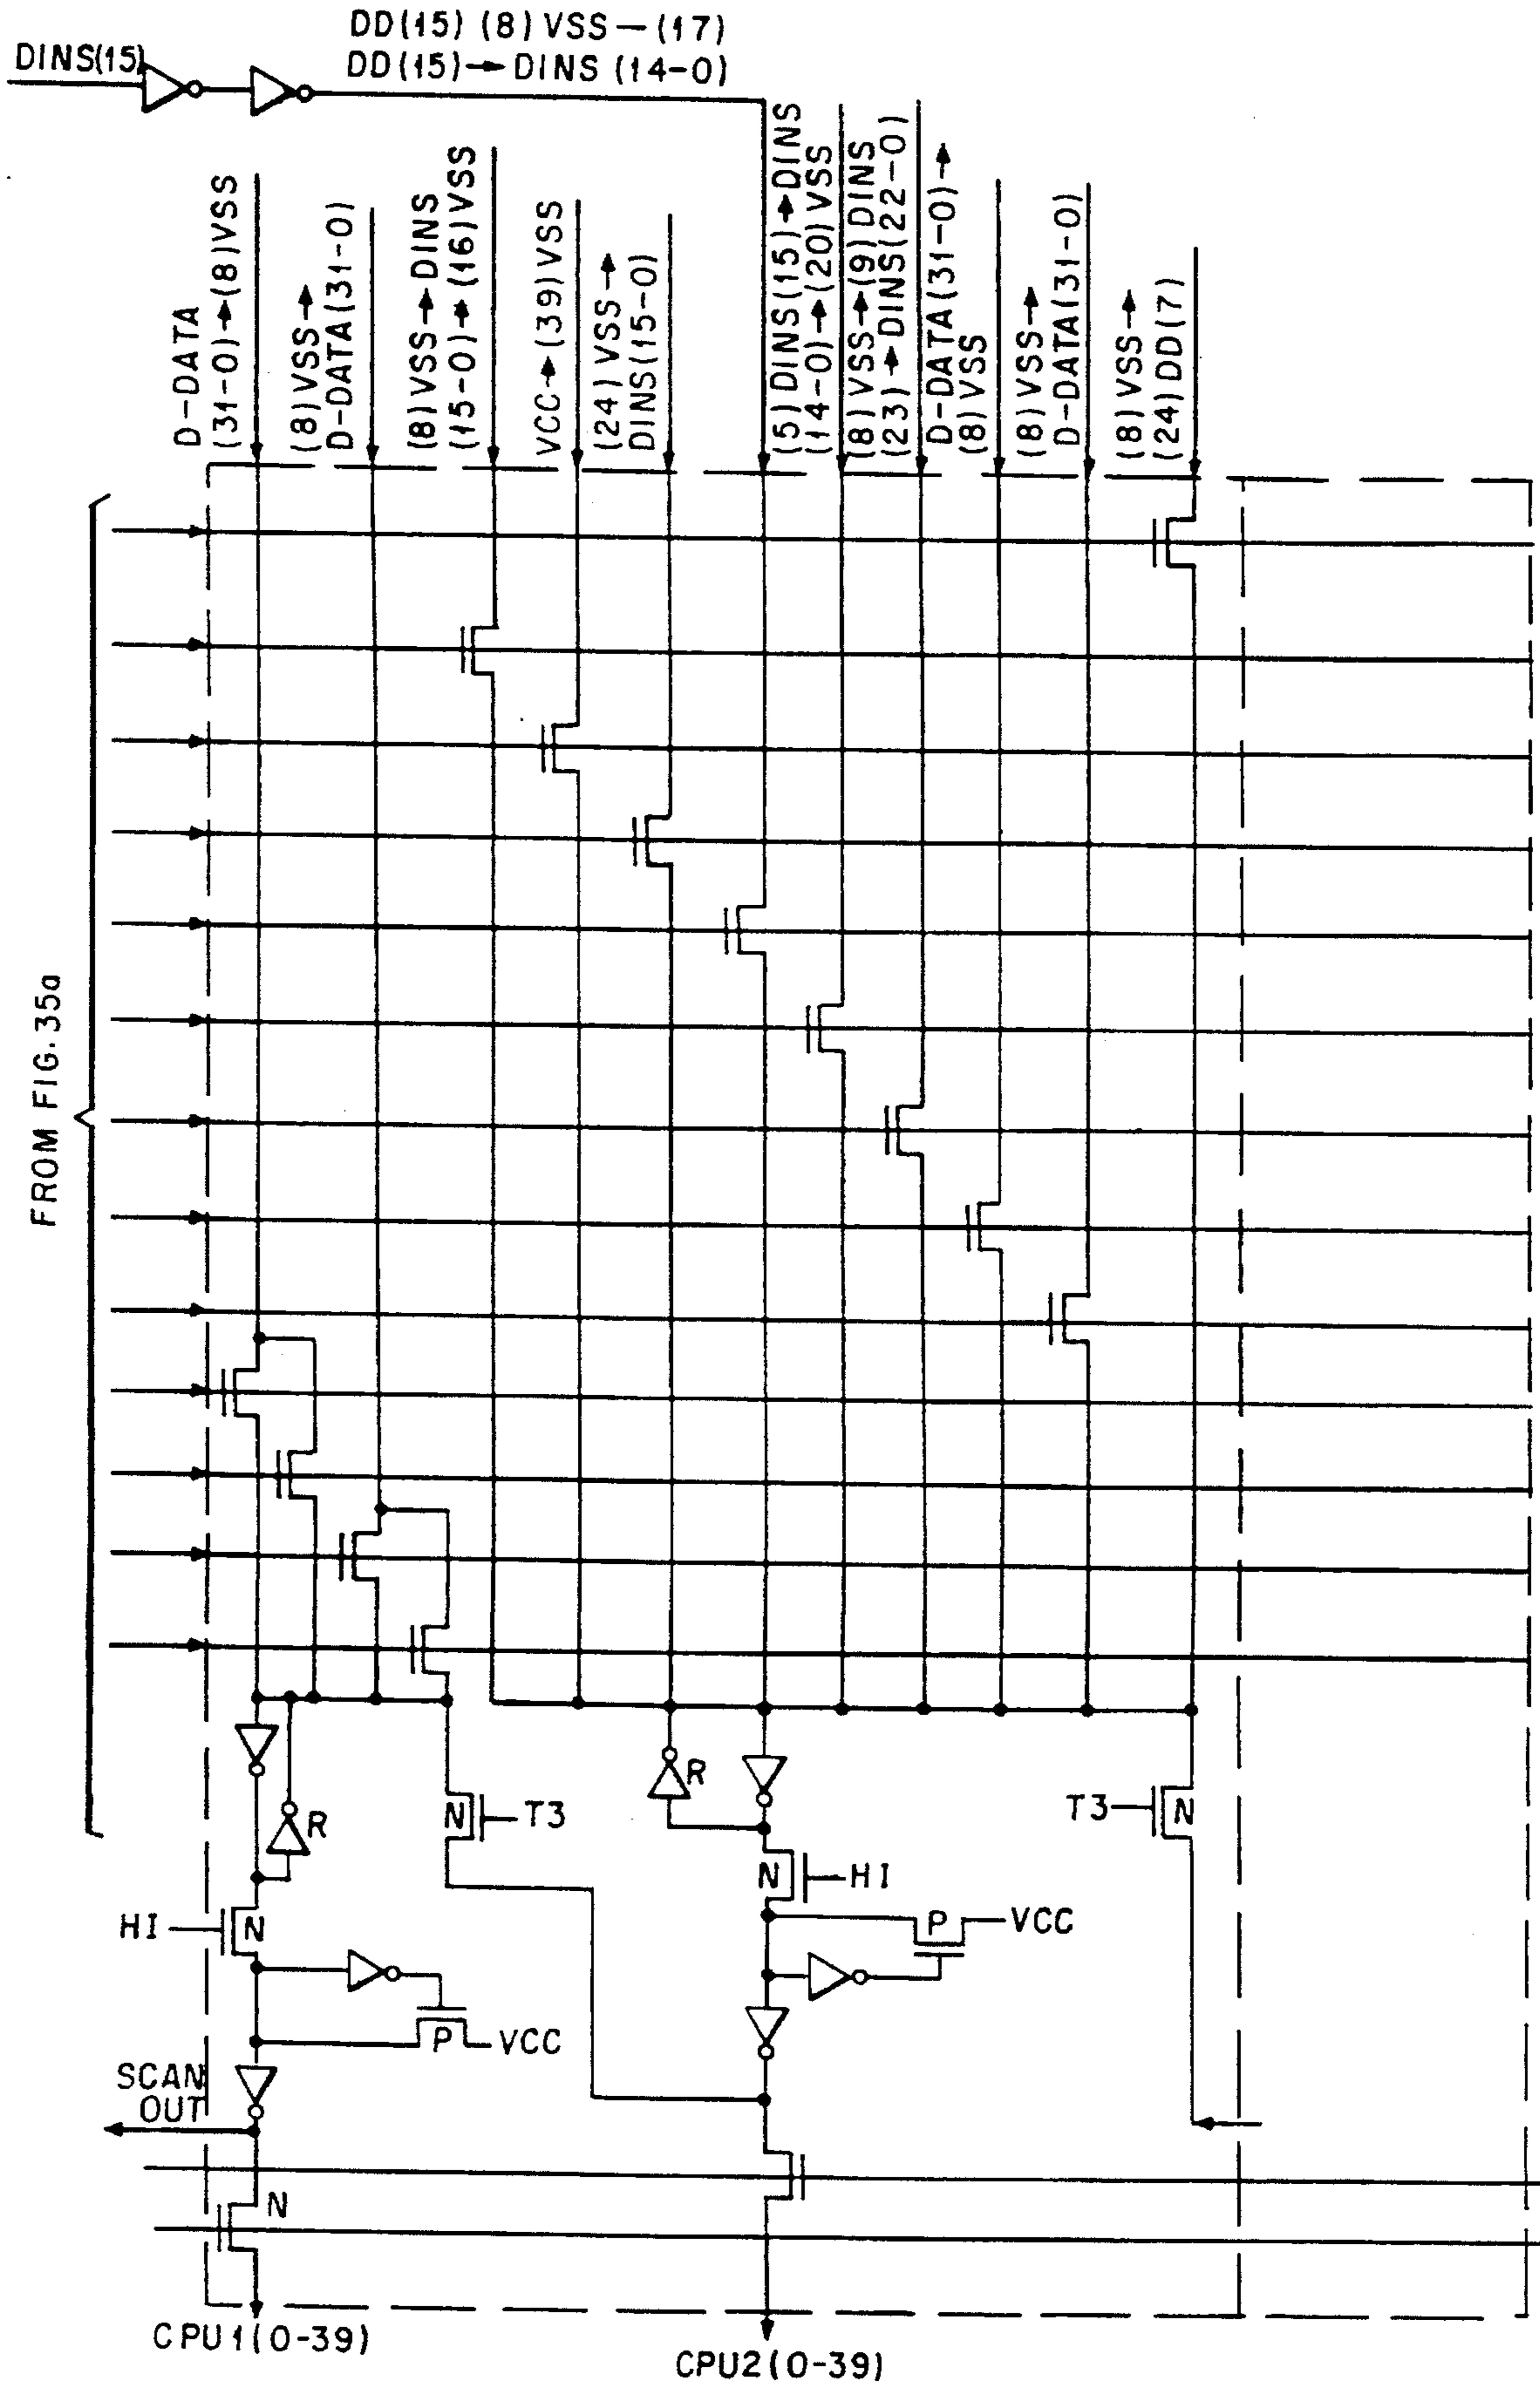 DD(15) (8) VSS — (17)
DINS(15)
DD(15)→DINS (14-0)
D-DATA
(31-0)→(8)VSS
(8)VSS→
D-DATA(31-0)
(8)VSS→DINS
(15-0)→(16)VSS
VCC→(39)VSS
(24)VSS→
DINS(15-0)
(5)DINS(15)→DINS
(14-0)→(20)VSS
(8)VSS→(9)DINS
(23)→DINS(22-0)
D-DATA(31-0)→
(8)VSS
(8)VSS→
D-DATA(31-0)
(8)VSS→
(24)DD(7)
FROM FIG.35a
R
N
T3
R
T3
N
N
HI
HI
N
P
VCC
P
VCC
SCAN
OUT
N
CPU1(0-39)
CPU2(0-39)